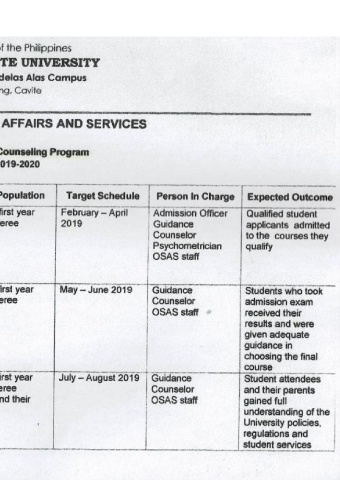 of the Philippines
TE UNIVERSITY
delas Alas Campus
ng, Cavite
AFFAIRS AND SERVICES
Counseling Program
2019-2020
Population Target Schedule Person In Charge Expected Outcome
first year February – April Admission Officer Qualified student
eree 2019 Guidance applicants admitted
Counselor to the courses they
Psychometrician qualify
OSAS staff
first year May – June 2019 Guidance Students who took
eree Counselor admission exam
OSAS staff received their
results and were
given adequate
guidance in
choosing the final
course
first year July – August 2019 Guidance Student attendees
eree Counselor and their parents
nd their OSAS staff gained full
understanding of the
University policies,
regulations and
student services